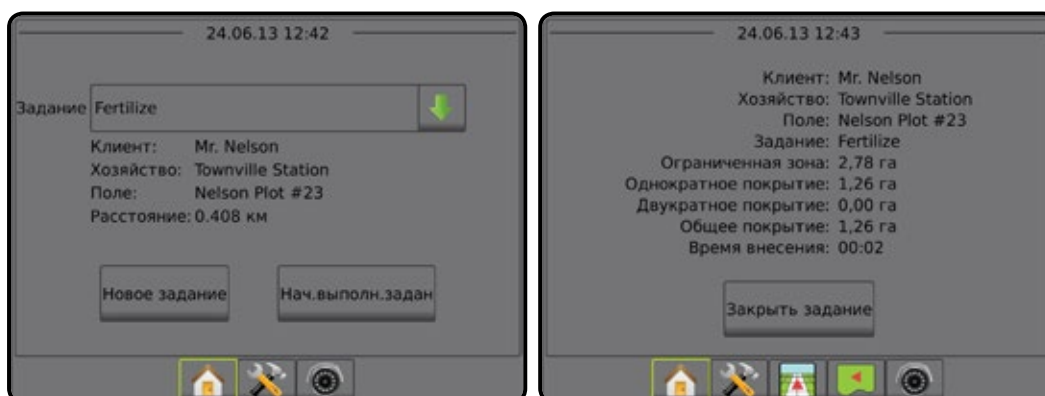 24.06.13 12:42
Задание Fertilize
Клиент: Mr. Nelson
Хозяйство: Townville Station
Поле: Nelson Plot #23
Расстояние: 0.408 км
Новое задание
Нач.выполн.задан
24.06.13 12:43
Клиент: Mr. Nelson
Хозяйство: Townville Station
Поле: Nelson Plot #23
Задание: Fertilize
Ограниченная зона: 2,78 га
Однократное покрытие: 1,26 га
Двукратное покрытие: 0,00 га
Общее покрытие: 1,26 га
Время внесения: 00:02
Закрыть задание